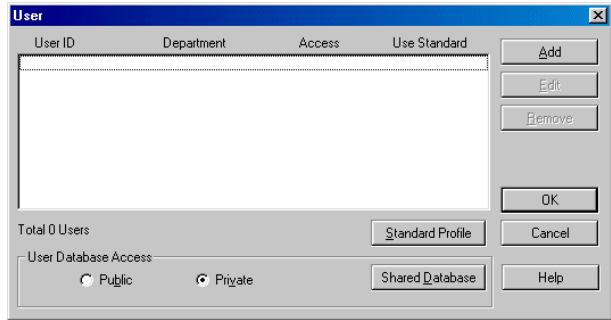 User
User ID Department Access Use Standard
Add
Edit
Remove
OK
Total 0 Users
Standard Profile
Cancel
User Database Access
Public Private
Shared Database
Help